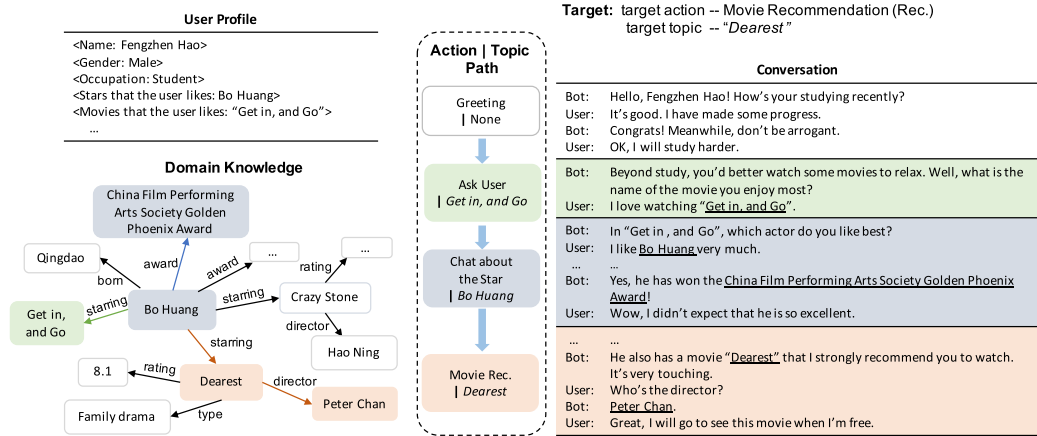 User Profile
<Name: Fengzhen Hao>
<Gender: Male>
<Occupation: Student>
<Stars that the user likes: Bo Huang>
<Movies that the user likes: “Get in, and Go”>
...
Domain Knowledge
China Film Performing
Arts Society Golden
Phoenix Award
Qingdao
award
award
...
rating
...
born
starring
Bo Huang
starring
Crazy Stone
Get in,
and Go
director
starring
Hao Ning
8.1
rating
Dearest
director
Peter Chan
Family drama
type
Action | Topic
Path
Greeting
| None
Ask User
| Get in, and Go
Chat about
the Star
| Bo Huang
Movie Rec.
| Dearest
Target: target action -- Movie Recommendation (Rec.)
target topic -- “Dearest”
Conversation
Bot: Hello, Fengzhen Hao! How’s your studying recently?
User: It’s good. I have made some progress.
Bot: Congrats! Meanwhile, don’t be arrogant.
User: OK, I will study harder.
Bot: Beyond study, you’d better watch some movies to relax. Well, what is the
name of the movie you enjoy most?
User: I love watching “Get in, and Go”.
Bot: In “Get in , and Go”, which actor do you like best?
User: I like Bo Huang very much.
... ...
Bot: Yes, he has won the China Film Performing Arts Society Golden Phoenix
Award!
User: Wow, I didn’t expect that he is so excellent.
... ...
Bot: He also has a movie “Dearest” that I strongly recommend you to watch.
It’s very touching.
User: Who’s the director?
Bot: Peter Chan.
User: Great, I will go to see this movie when I’m free.